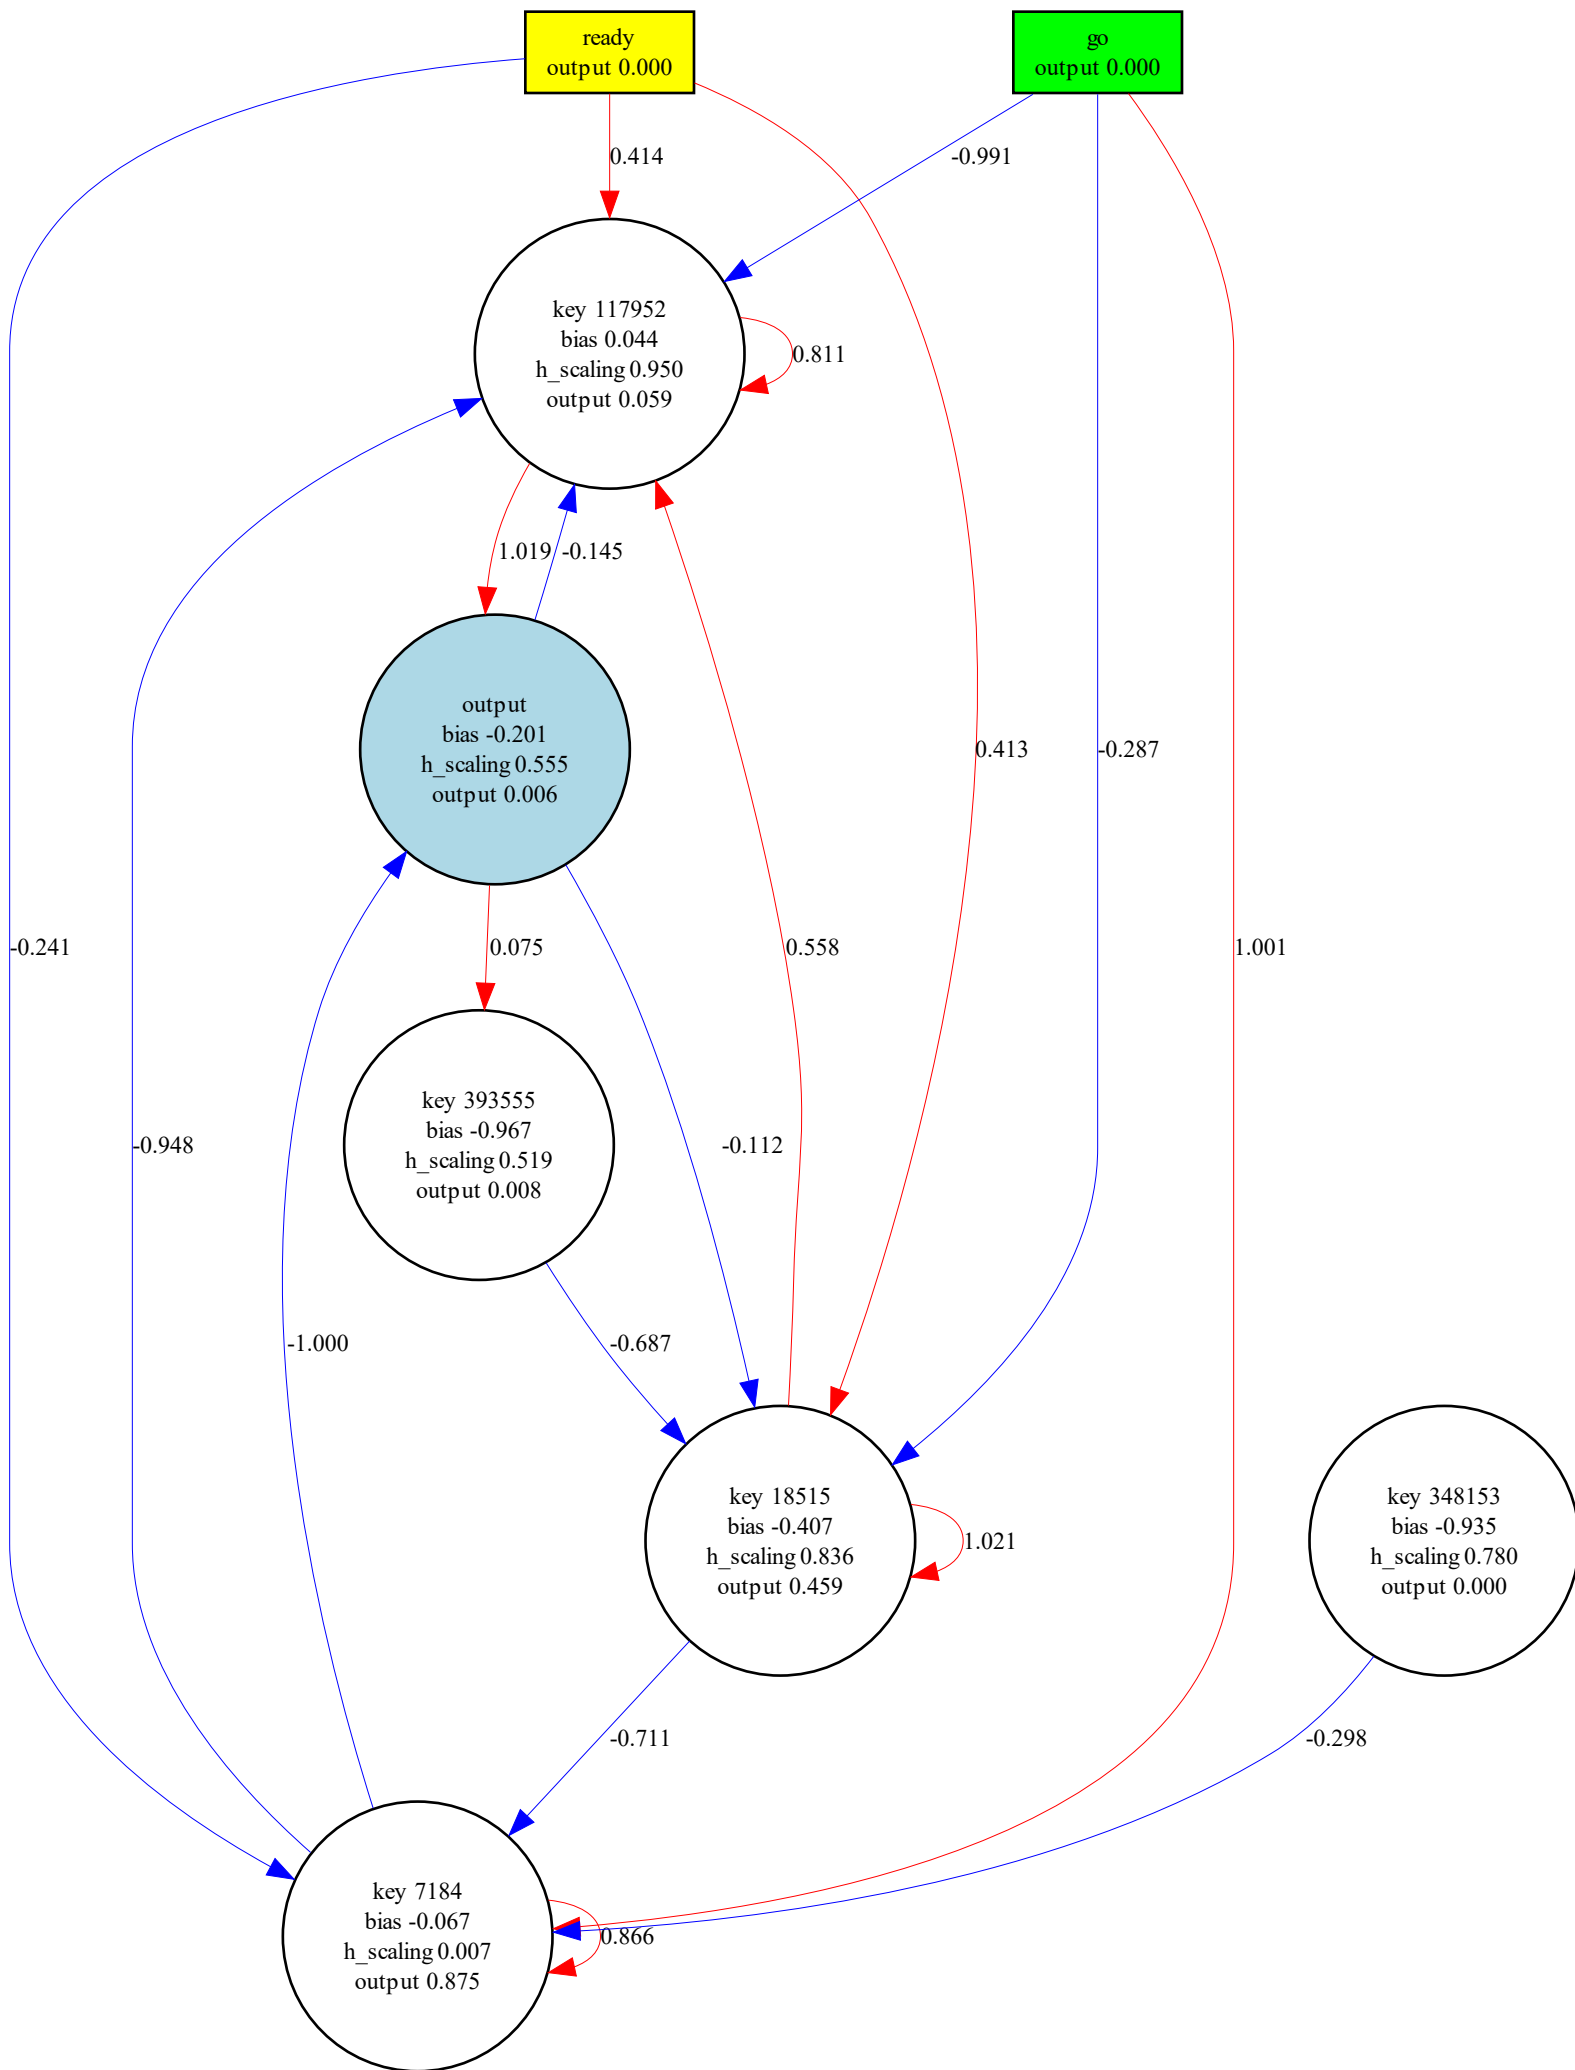 ready
output 0.000
go
output 0.000
0.414
-0.991
key 117952
bias 0.044
h_scaling 0.950
output 0.059
0.811
1.019
-0.145
output
bias -0.201
h_scaling 0.555
output 0.006
0.413
-0.287
-0.241
0.075
0.558
1.001
key 393555
bias -0.967
h_scaling 0.519
output 0.008
-0.948
-0.112
-1.000
-0.687
key 18515
bias -0.407
h_scaling 0.836
output 0.459
1.021
key 348153
bias -0.935
h_scaling 0.780
output 0.000
-0.711
-0.298
key 7184
bias -0.067
h_scaling 0.007
output 0.875
0.866